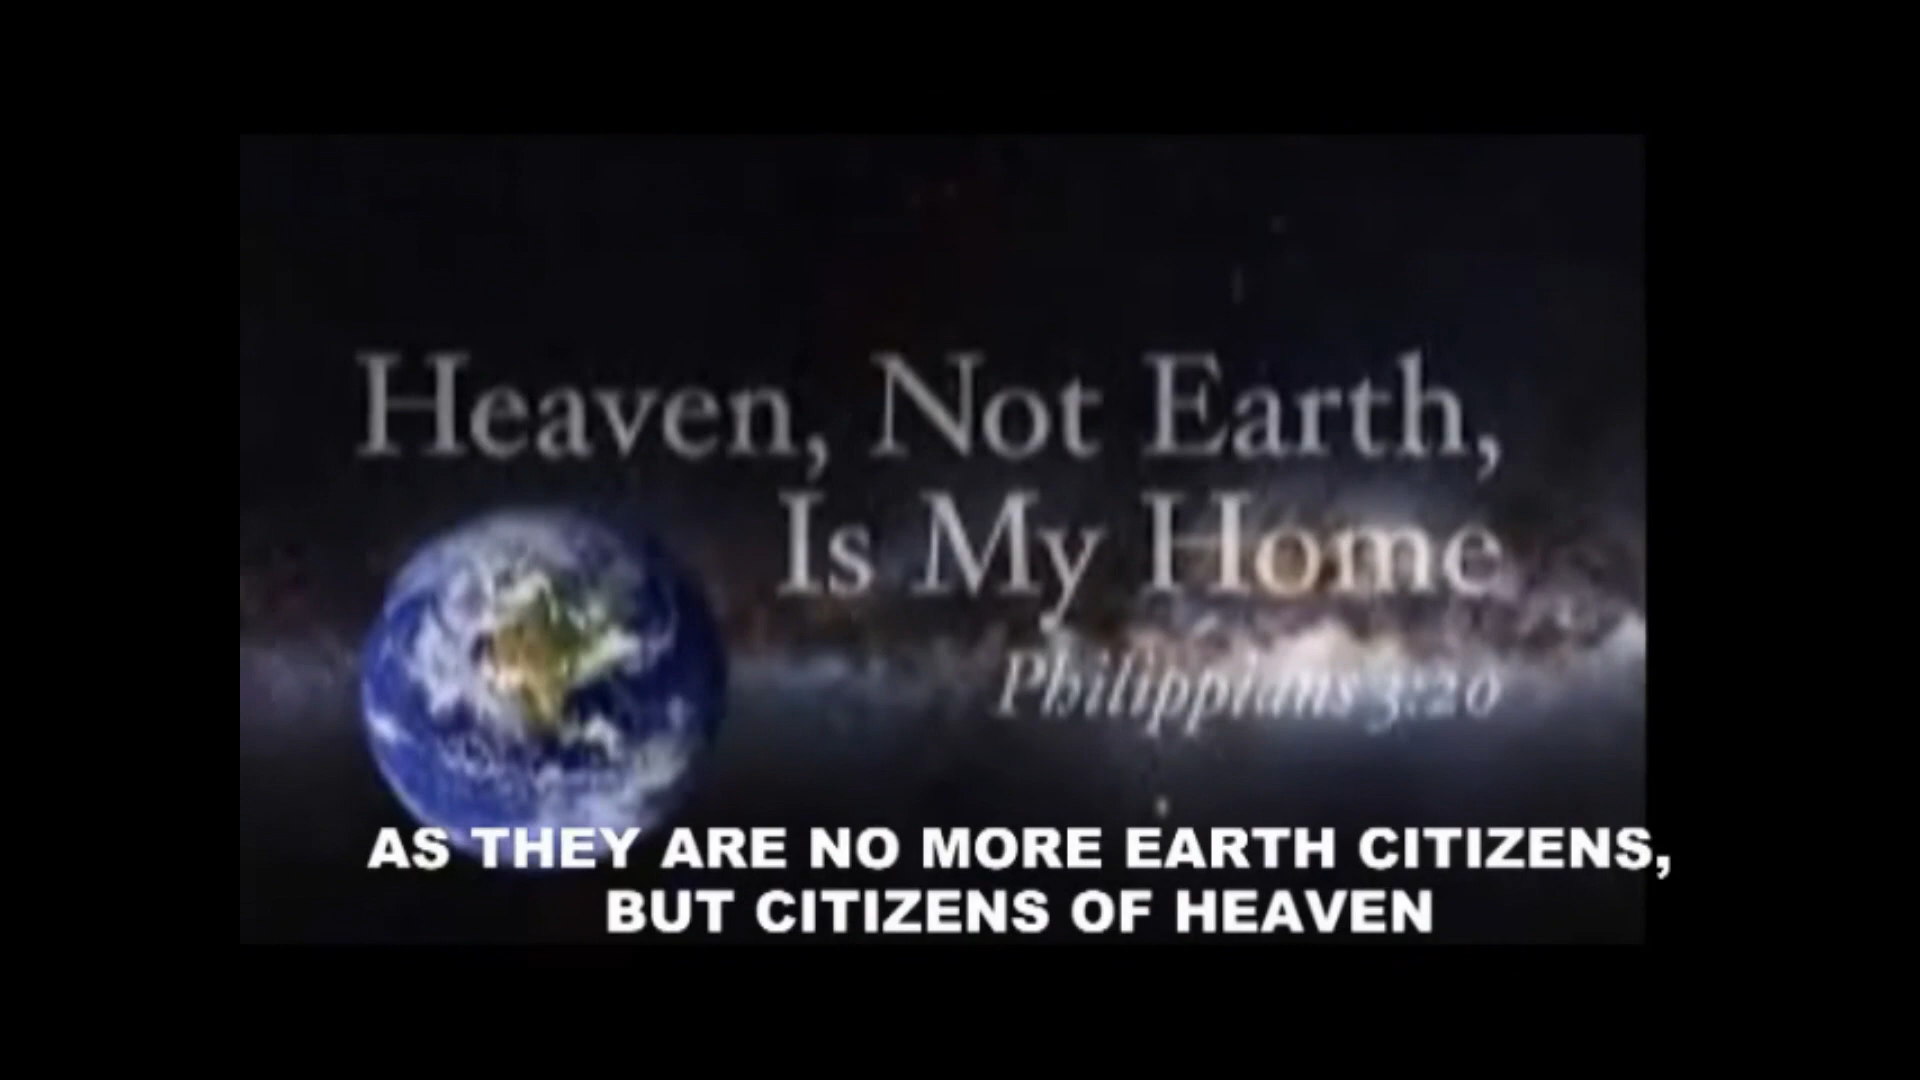 Heaven, Not Earth,
Is My Home
Philippians 3:20
AS THEY ARE NO MORE EARTH CITIZENS,
BUT CITIZENS OF HEAVEN